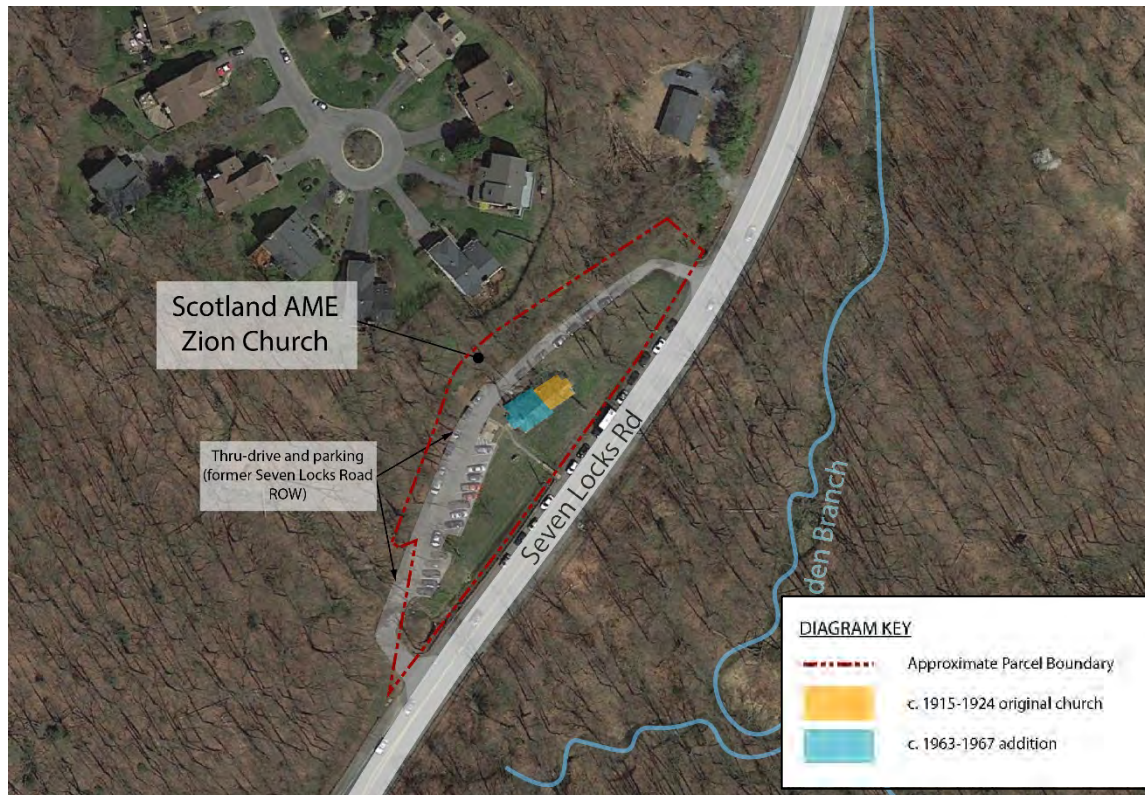 Scotland AME
Zion Church
Thru-drive and parking
(former Seven Locks Road
ROW)
Seven Locks Rd
den Branch
DIAGRAM KEY
Approximate Parcel Boundary
c. 1915-1924 original church
c. 1963-1967 addition